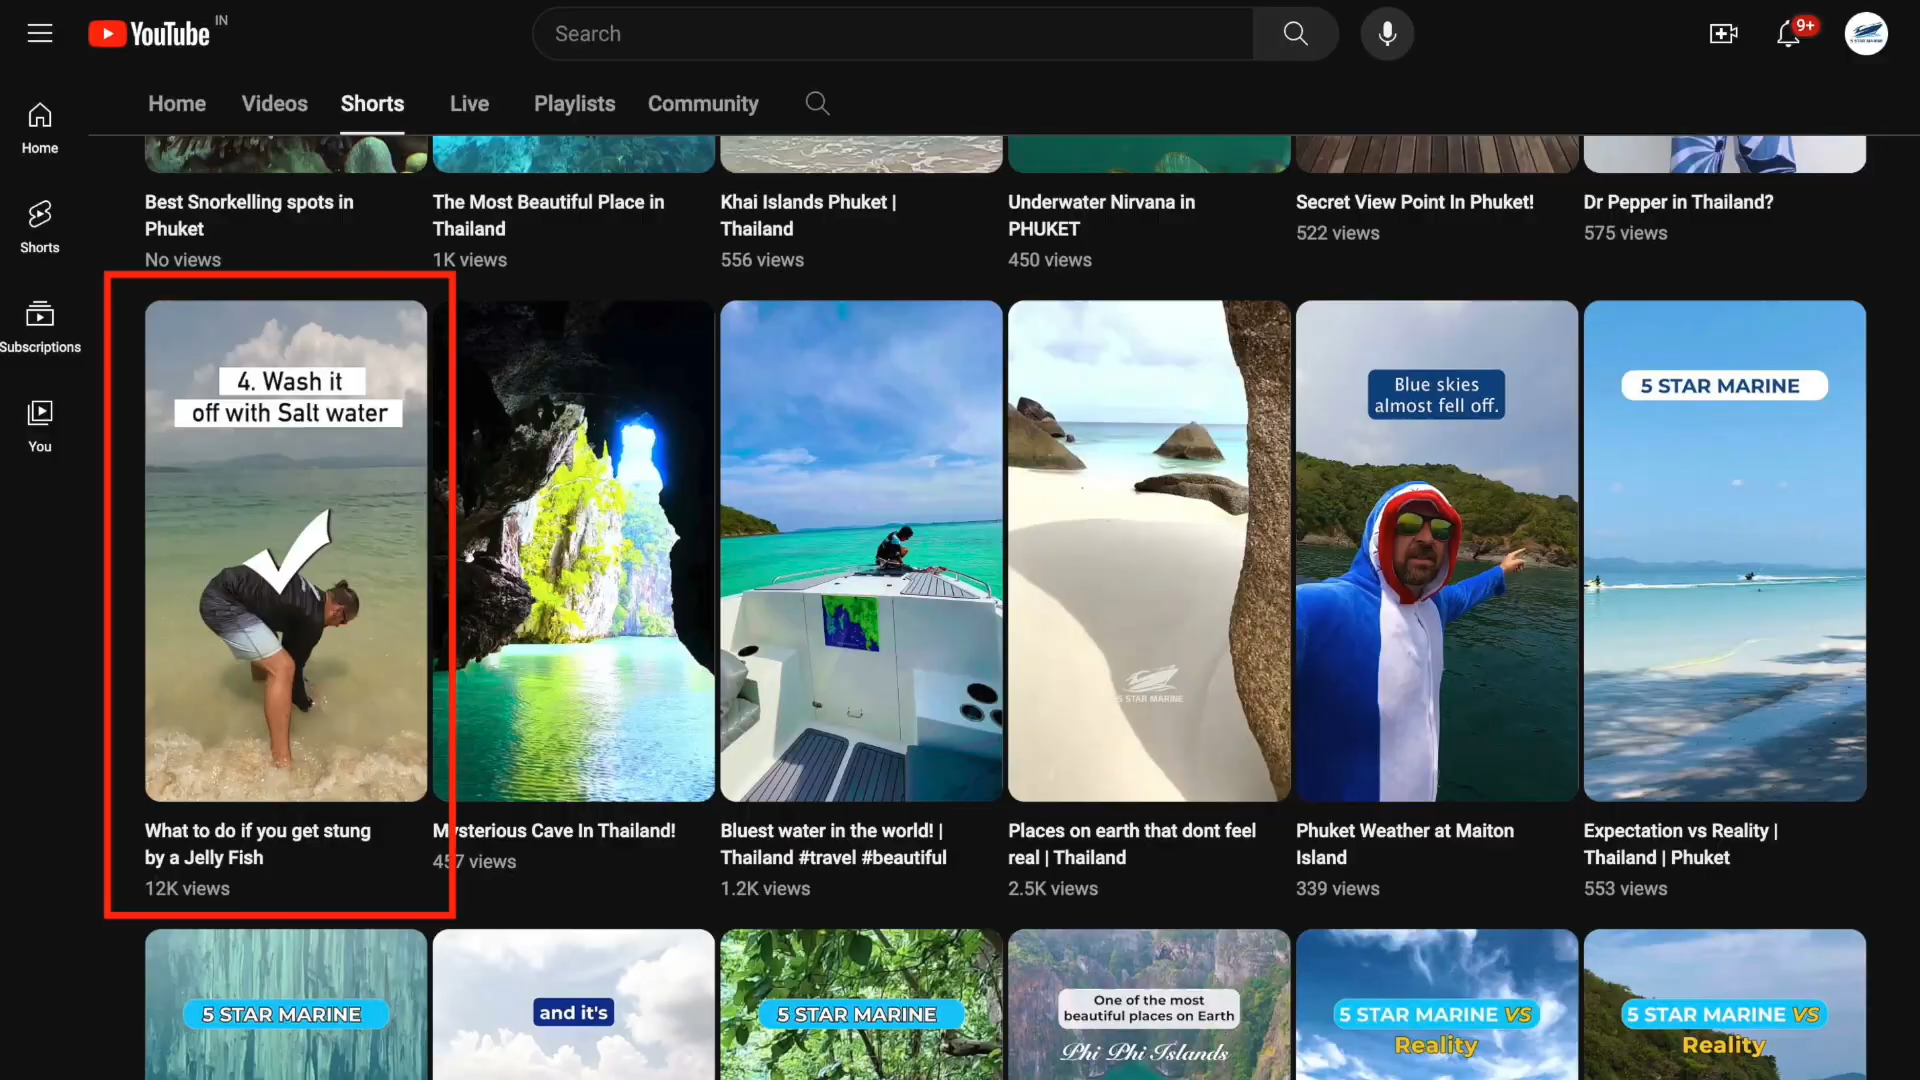 YouTube IN
Search
9+
5 STAR MARINE
Home
Videos
Shorts
Live
Playlists
Community
Home
Shorts
Subscriptions
You
Best Snorkelling spots in
Phuket
No views
The Most Beautiful Place in
Thailand
1K views
Khai Islands Phuket |
Thailand
556 views
Underwater Nirvana in
PHUKET
450 views
Secret View Point In Phuket!
522 views
Dr Pepper in Thailand?
575 views
4. Wash it
off with Salt water
5 STAR MARINE
Blue skies
almost fell off.
5 STAR MARINE
What to do if you get stung
by a Jelly Fish
12K views
Mysterious Cave In Thailand!
457 views
Bluest water in the world! |
Thailand #travel #beautiful
1.2K views
Places on earth that dont feel
real | Thailand
2.5K views
Phuket Weather at Maiton
Island
339 views
Expectation vs Reality |
Thailand | Phuket
553 views
5 STAR MARINE
and it's
5 STAR MARINE
One of the most
beautiful places on Earth
Phi Phi Islands
5 STAR MARINE VS
Reality
5 STAR MARINE VS
Reality